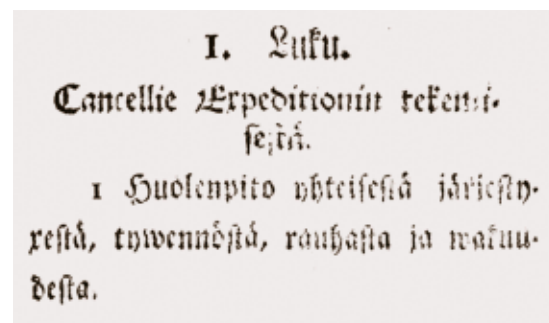 I. Luku.
Cancellie Expeditionin tekemi-
sestä.
1 Huolenpito yhteisestä järjesty-
xestä, tywennöstä, rauhasta ja wakuu-
desta.